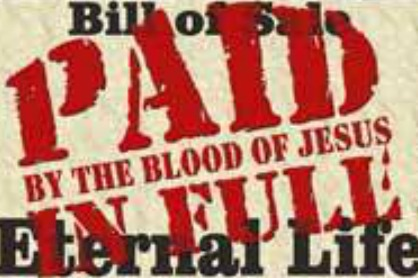 Bill of Sale
PAID
BY THE BLOOD OF JESUS
IN FULL
Eternal Life